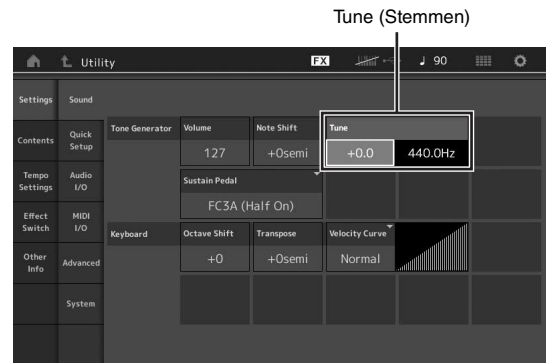 Tune (Stemmen)
Utility FX ♩ 90
Settings Sound
Tone Generator Volume Note Shift Tune
Contents Quick Setup
127 +0semi +0.0 440.0Hz
Tempo Settings Audio I/O
Sustain Pedal
FC3A (Half On)
Effect Switch MIDI I/O
Keyboard Octave Shift Transpose Velocity Curve
Other Info Advanced
+0 +0semi Normal
System